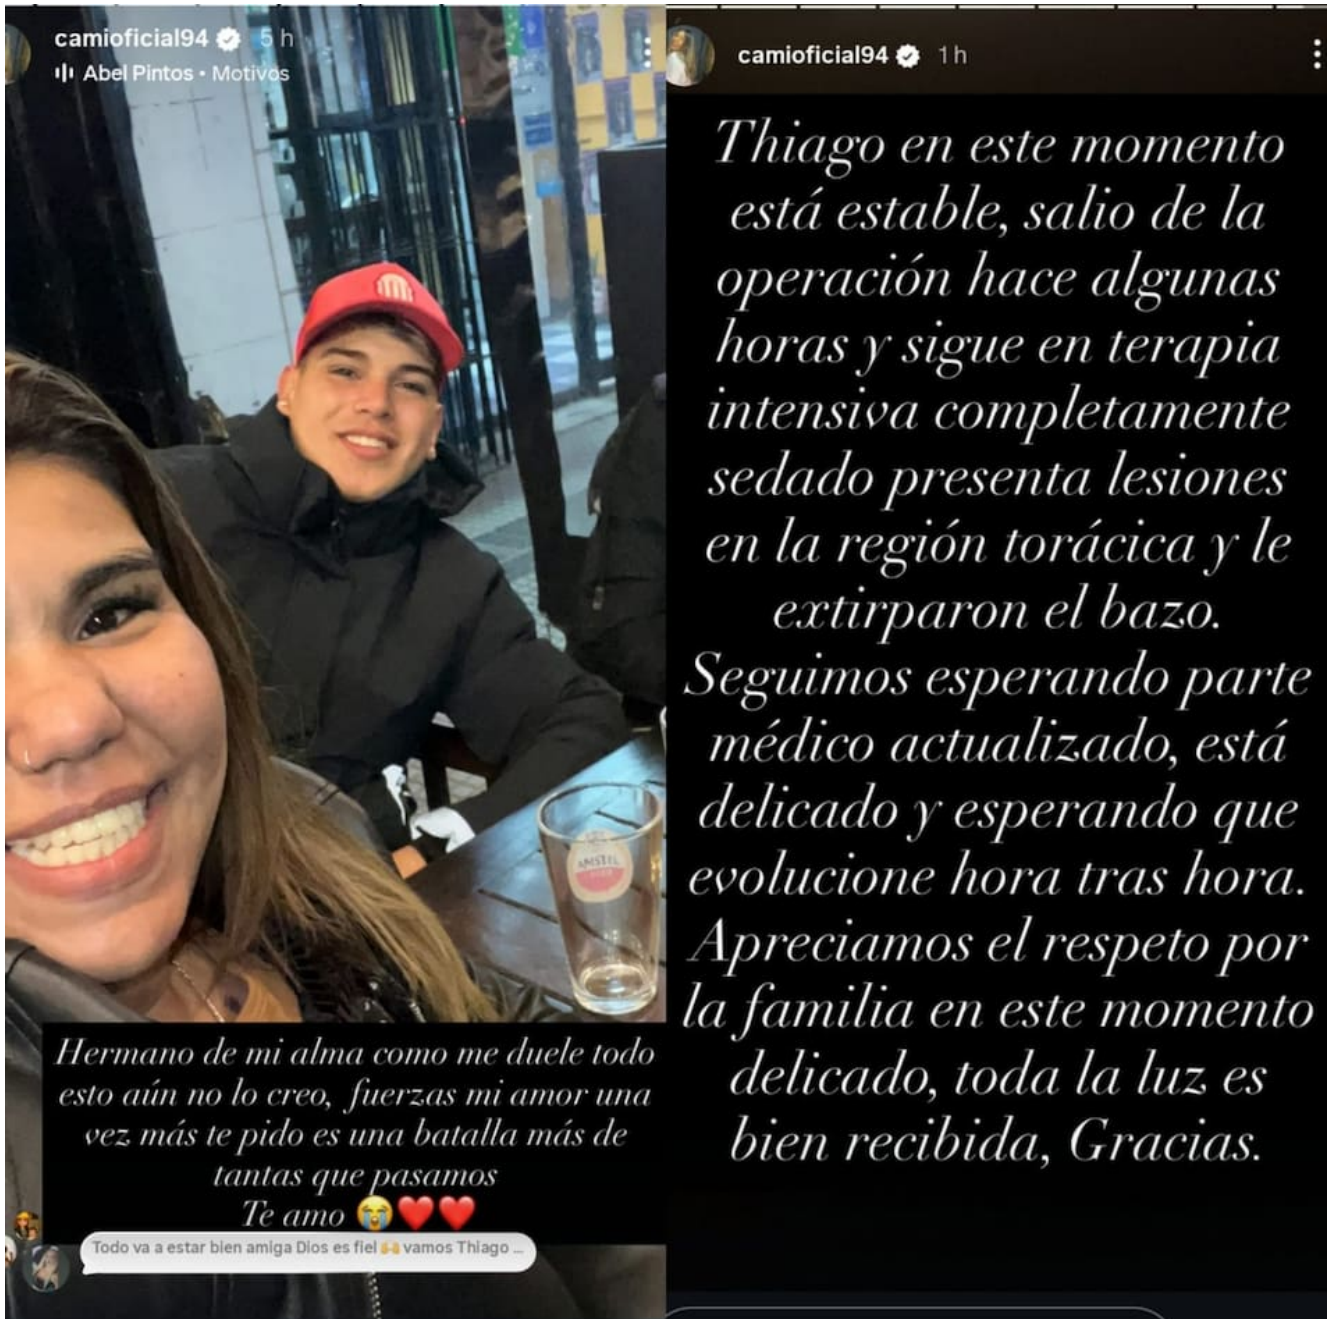 camioficial94 5 h
Abel Pintos • Motivos
AMSTEL
Hermano de mi alma como me duele todo
esto aún no lo creo, fuerzas mi amor una
vez más te pido es una batalla más de
tantas que pasamos
Te amo 😭❤️❤️
Todo va a estar bien amiga Dios es fiel 🙌 vamos Thiago ...
camioficial94 1 h
Thiago en este momento
está estable, salio de la
operación hace algunas
horas y sigue en terapia
intensiva completamente
sedado presenta lesiones
en la región torácica y le
extirparon el bazo.
Seguimos esperando parte
médico actualizado, está
delicado y esperando que
evolucione hora tras hora.
Apreciamos el respeto por
la familia en este momento
delicado, toda la luz es
bien recibida, Gracias.